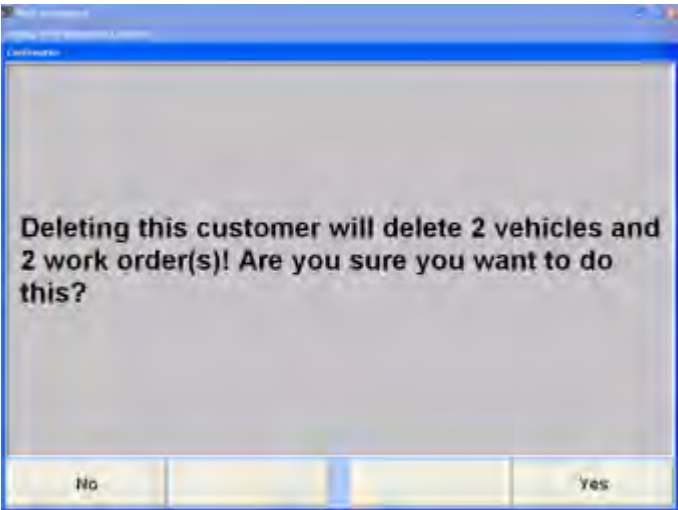 Confirmation
Deleting this customer will delete 2 vehicles and
2 work order(s)! Are you sure you want to do
this?
No
Yes